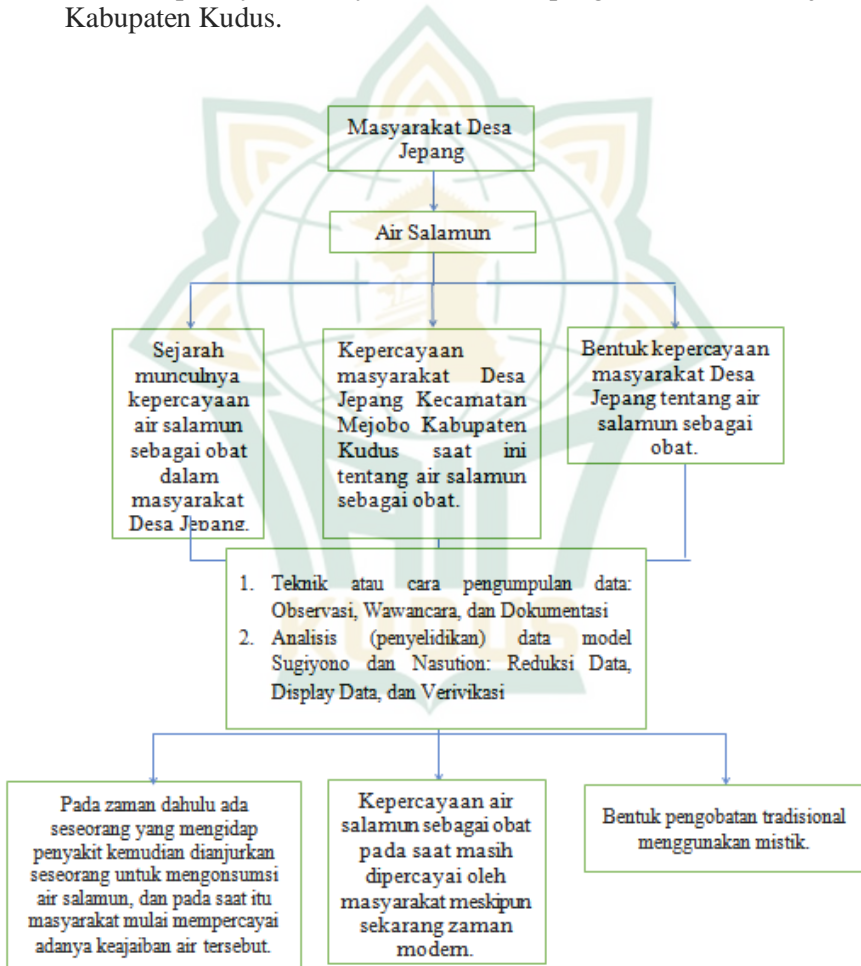 Kabupaten Kudus.
Masyarakat Desa
Jepang
Air Salamun
Sejarah
munculnya
kepercayaan
air salamun
sebagai obat
dalam
masyarakat
Desa Jepang.
Kepercayaan
masyarakat Desa
Jepang Kecamatan
Mejobo Kabupaten
Kudus saat ini
tentang air salamun
sebagai obat.
Bentuk kepercayaan
masyarakat Desa
Jepang tentang air
salamun sebagai
obat.
1. Teknik atau cara pengumpulan data:
Observasi, Wawancara, dan Dokumentasi
2. Analisis (penyelidikan) data model
Sugiyono dan Nasution: Reduksi Data,
Display Data, dan Verivikasi
KUDUS
Pada zaman dahulu ada
seseorang yang mengidap
penyakit kemudian dianjurkan
seseorang untuk mengonsumsi
air salamun, dan pada saat itu
masyarakat mulai mempercayai
adanya keajaiban air tersebut.
Kepercayaan air
salamun sebagai obat
pada saat masih
dipercayai oleh
masyarakat meskipun
sekarang zaman
modern.
Bentuk pengobatan tradisional
menggunakan mistik.